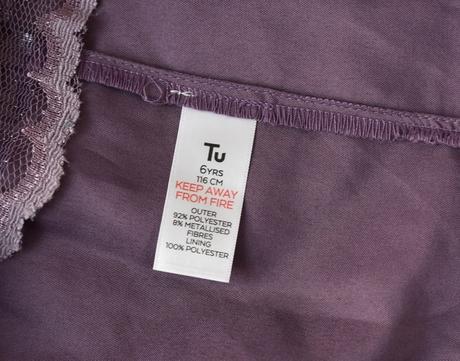 Tu
6YRS
116 CM
KEEP AWAY
FROM FIRE
OUTER
92% POLYESTER
8% METALLISED
FIBRES
LINING
100% POLYESTER